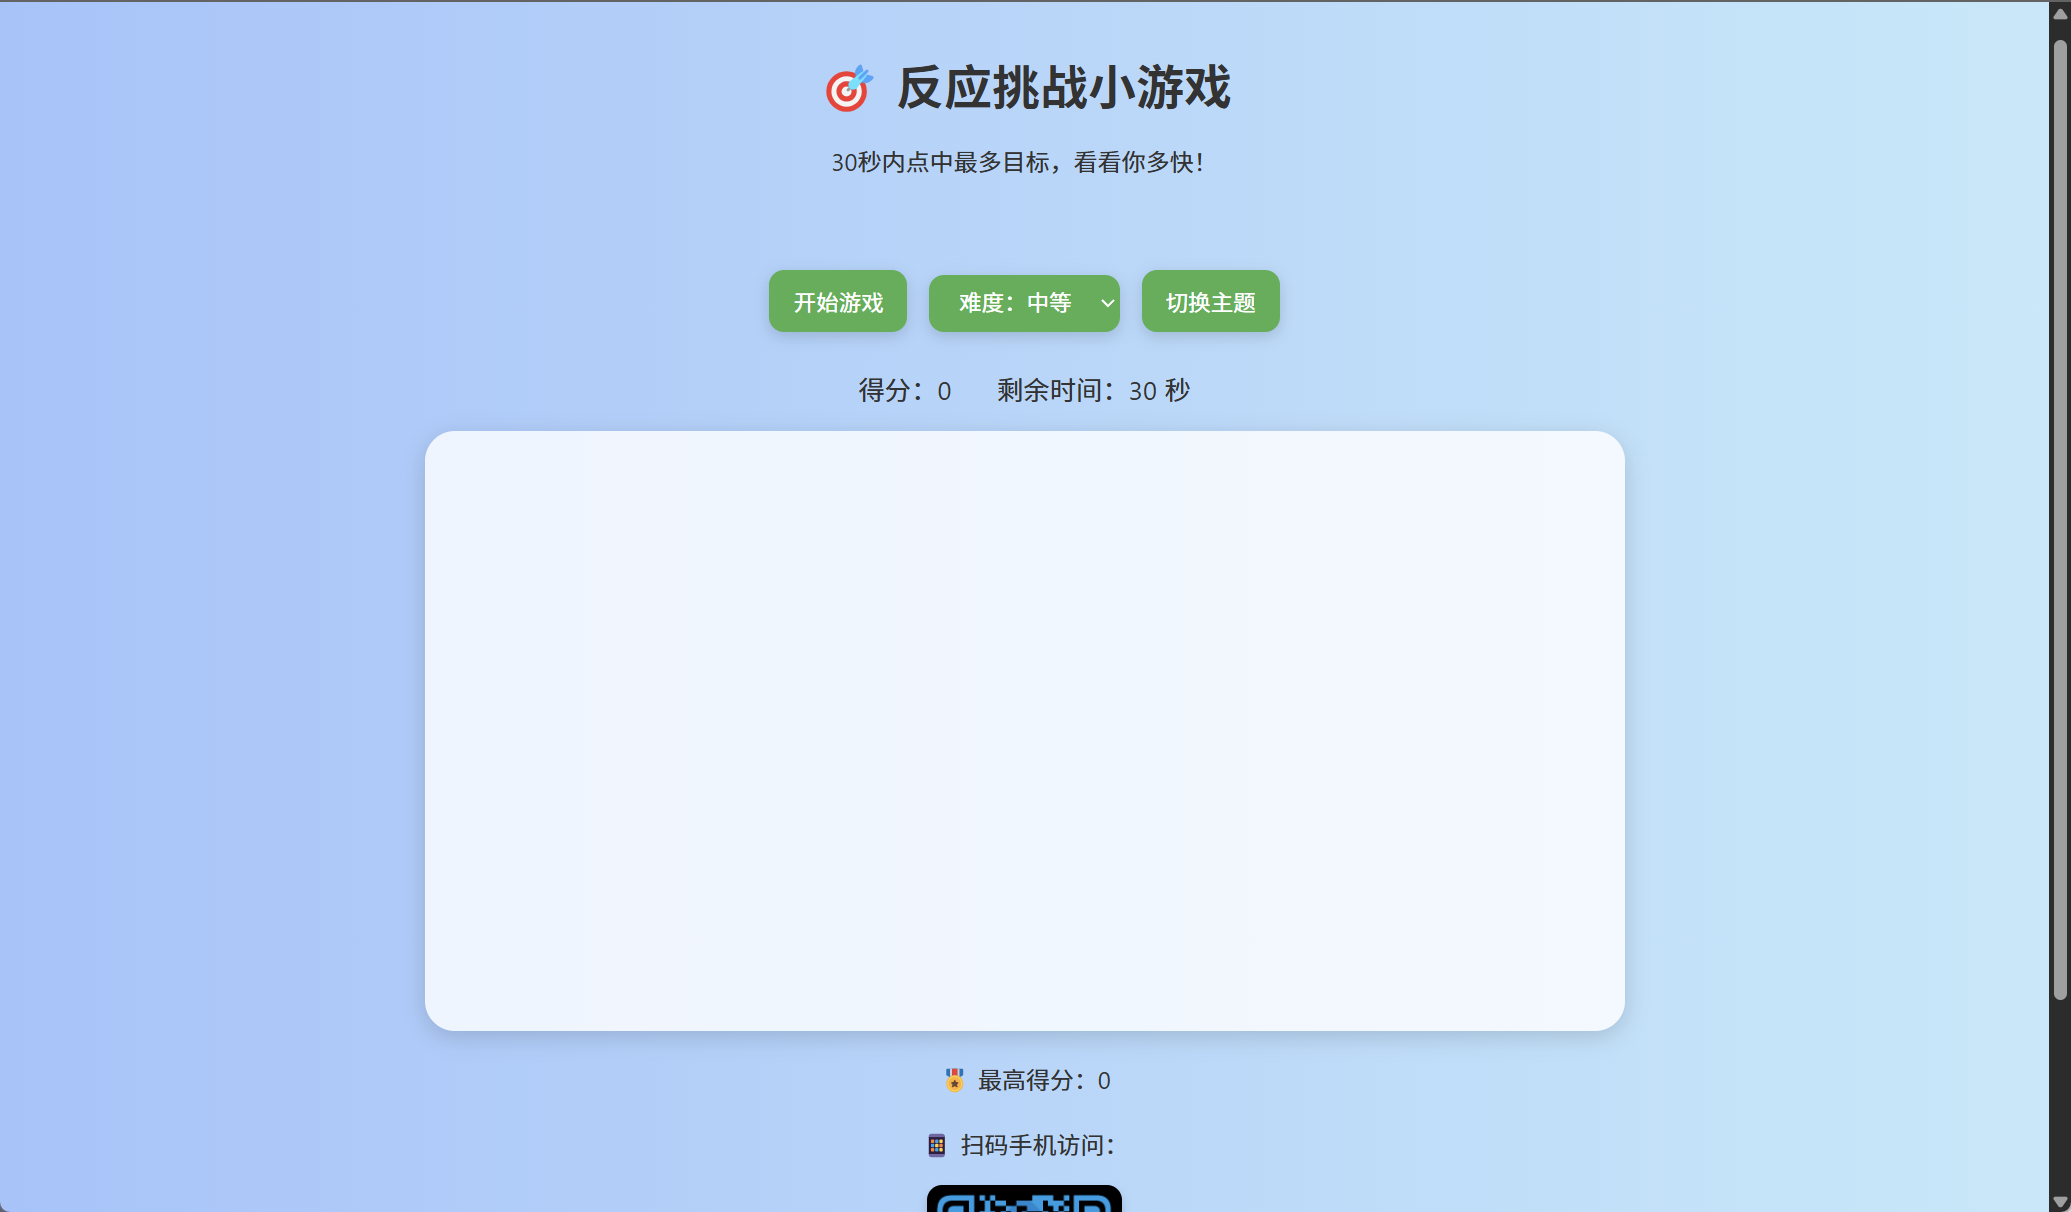 反应挑战小游戏
30秒内点中最多目标，看看你多快！
开始游戏 难度：中等 切换主题
得分：0 剩余时间：30 秒
最高得分：0
扫码手机访问：